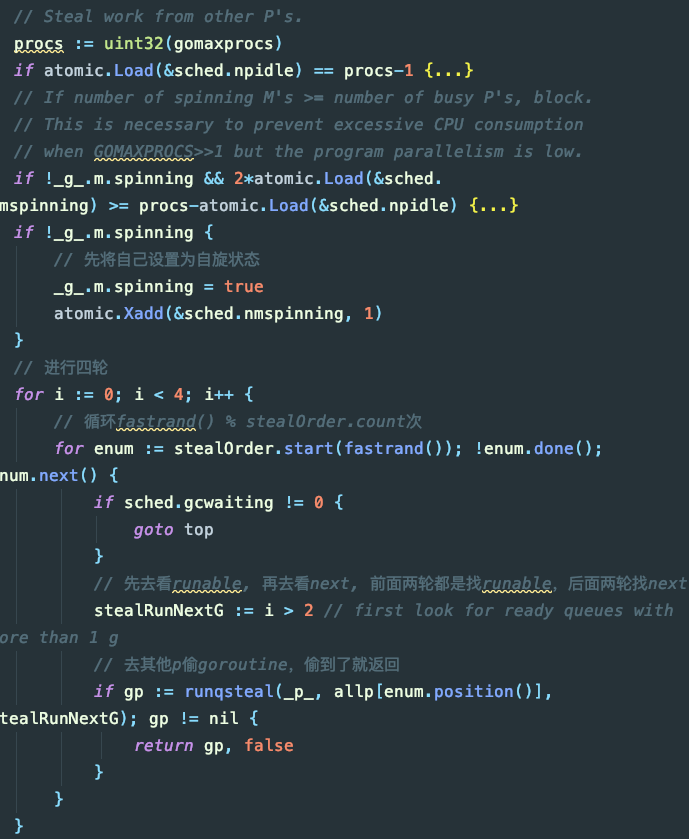 // Steal work from other P's.
procs := uint32(gomaxprocs)
if atomic.Load(&sched.npidle) == procs-1 {...}
// If number of spinning M's >= number of busy P's, block.
// This is necessary to prevent excessive CPU consumption
// when GOMAXPROCS>>1 but the program parallelism is low.
if !_g_.m.spinning && 2*atomic.Load(&sched.
mspinning) >= procs-atomic.Load(&sched.npidle) {...}
if !_g_.m.spinning {
// 先将自己设置为自旋状态
_g_.m.spinning = true
atomic.Xadd(&sched.nmspinning, 1)
}
// 进行四轮
for i := 0; i < 4; i++ {
// 循环fastrand() % stealOrder.count次
for enum := stealOrder.start(fastrand()); !enum.done();
num.next() {
if sched.gcwaiting != 0 {
goto top
}
// 先去看runable, 再去看next, 前面两轮都是找runable，后面两轮找next
stealRunNextG := i > 2 // first look for ready queues with
ore than 1 g
// 去其他p偷goroutine，偷到了就返回
if gp := runqsteal(_p_, allp[enum.position()],
tealRunNextG); gp != nil {
return gp, false
}
}
}